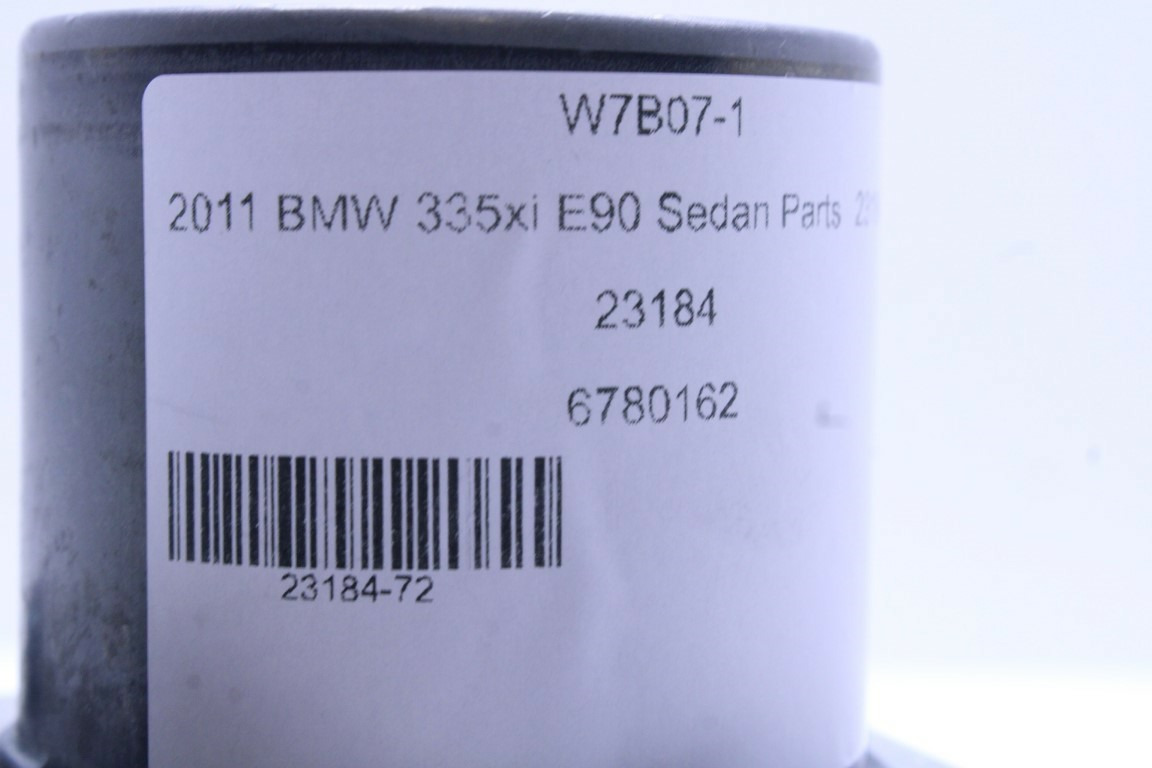 W7B07-1
2011 BMW 335xi E90 Sedan Parts
23184
6780162
23184-72